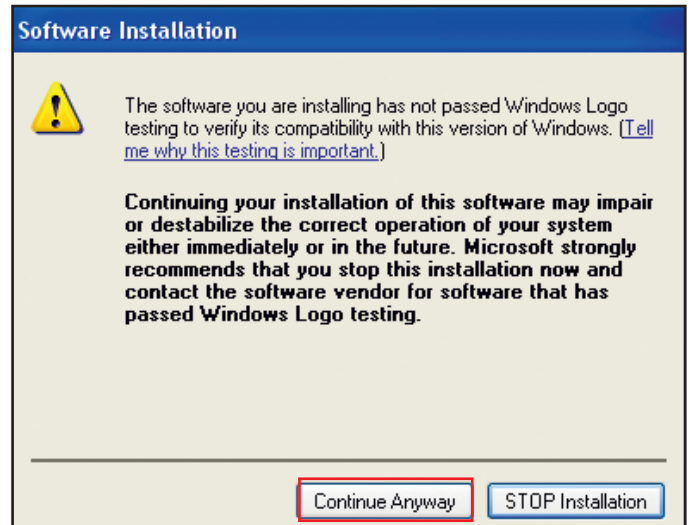 Software Installation
The software you are installing has not passed Windows Logo
testing to verify its compatibility with this version of Windows. (Tell
me why this testing is important.)
Continuing your installation of this software may impair
or destabilize the correct operation of your system
either immediately or in the future. Microsoft strongly
recommends that you stop this installation now and
contact the software vendor for software that has
passed Windows Logo testing.
Continue Anyway
STOP Installation